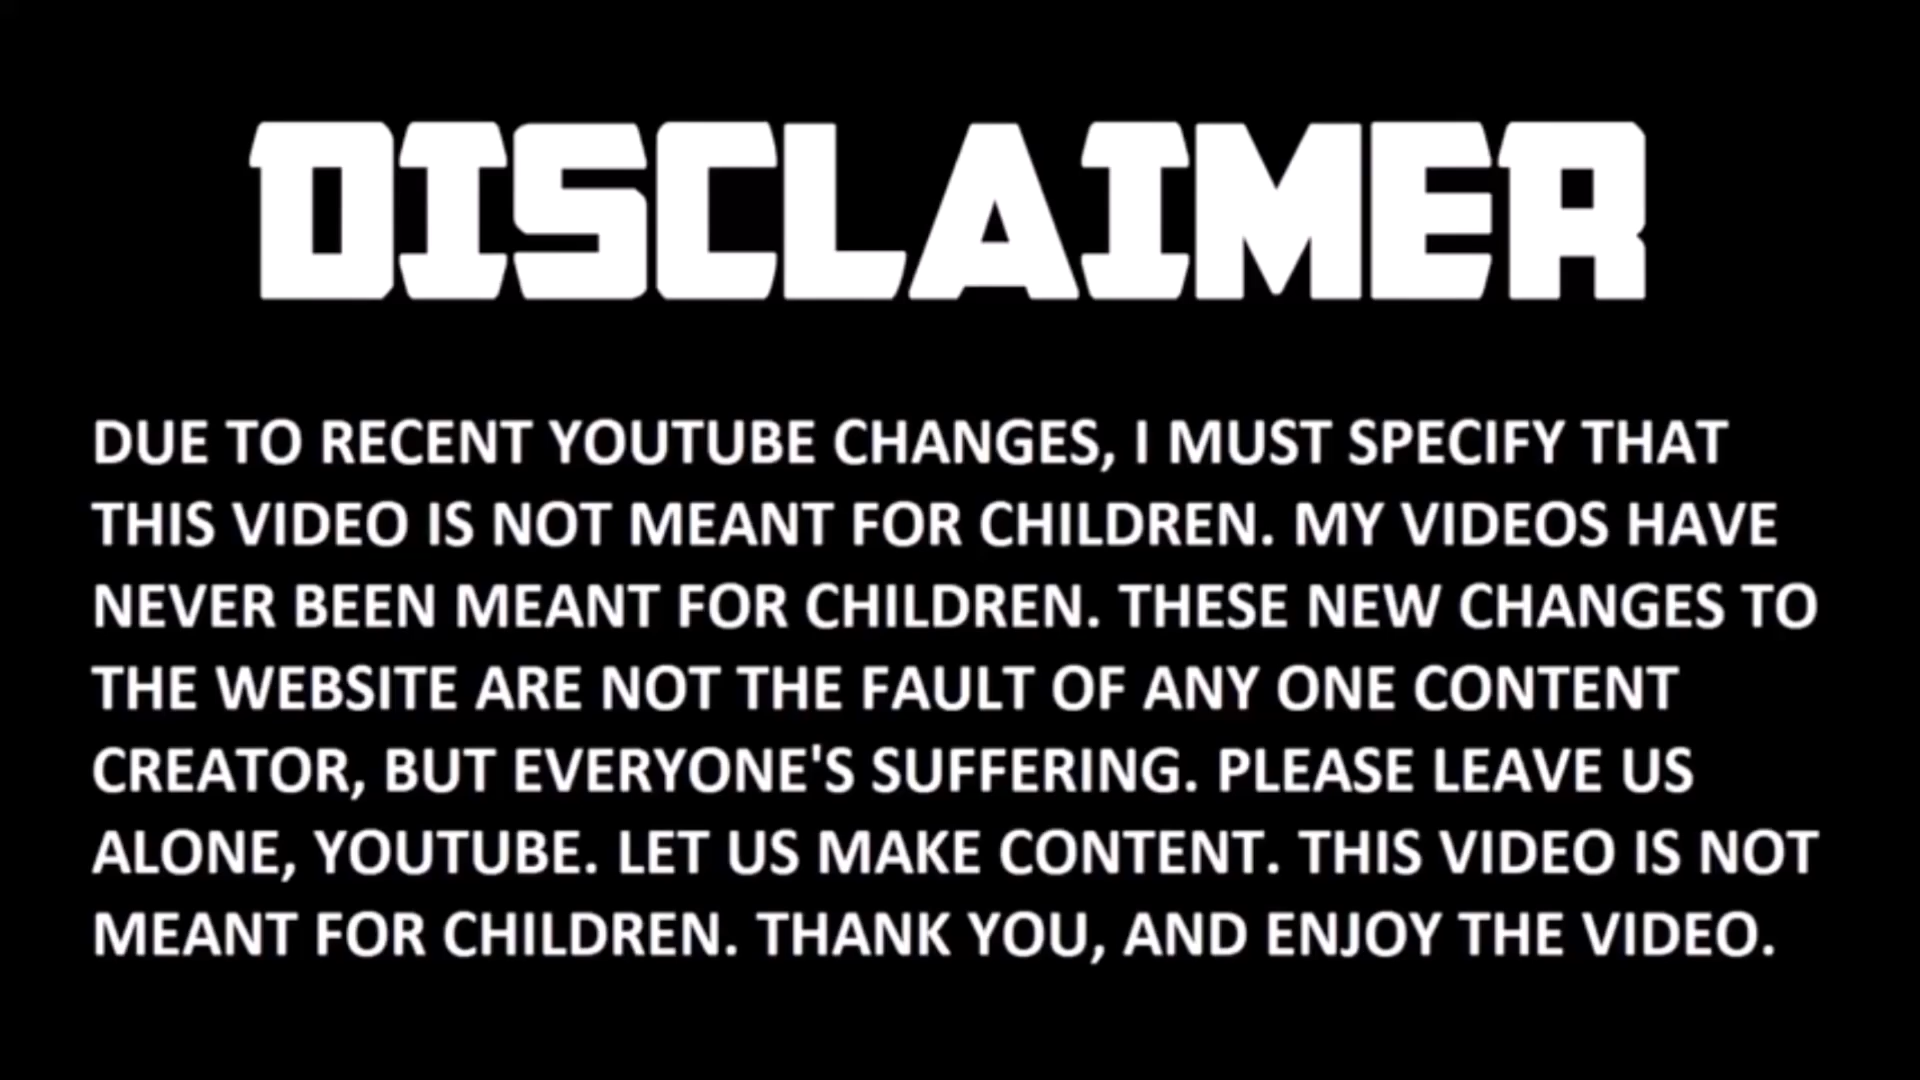 DISCLAIMER
DUE TO RECENT YOUTUBE CHANGES, I MUST SPECIFY THAT
THIS VIDEO IS NOT MEANT FOR CHILDREN. MY VIDEOS HAVE
NEVER BEEN MEANT FOR CHILDREN. THESE NEW CHANGES TO
THE WEBSITE ARE NOT THE FAULT OF ANY ONE CONTENT
CREATOR, BUT EVERYONE'S SUFFERING. PLEASE LEAVE US
ALONE, YOUTUBE. LET US MAKE CONTENT. THIS VIDEO IS NOT
MEANT FOR CHILDREN. THANK YOU, AND ENJOY THE VIDEO.